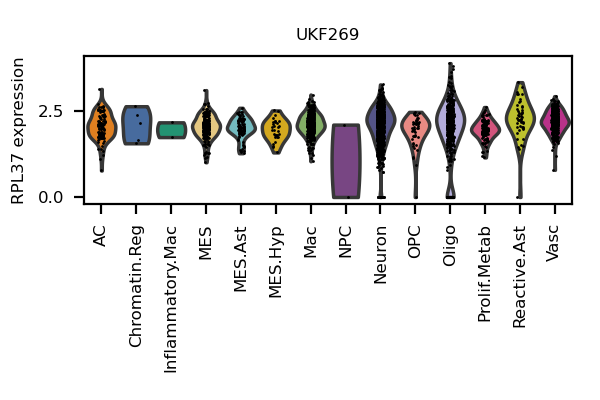 UKF269
RPL37 expression
2.5
0.0
AC
Chromatin.Reg
Inflammatory.Mac
MES
MES.Ast
MES.Hyp
Mac
NPC
Neuron
OPC
Oligo
Prolif.Metab
Reactive.Ast
Vasc